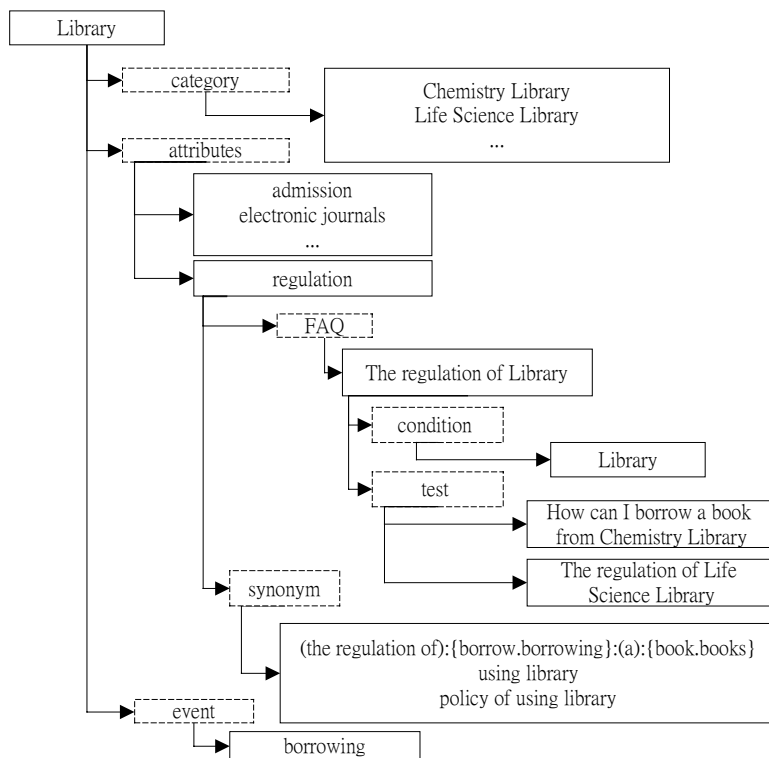 Library
category
Chemistry Library
Life Science Library
...
attributes
admission
electronic journals
...
regulation
FAQ
The regulation of Library
condition
Library
test
How can I borrow a book
from Chemistry Library
The regulation of Life
Science Library
synonym
(the regulation of):{borrow.borrowing}:(a):{book.books}
using library
policy of using library
event
borrowing